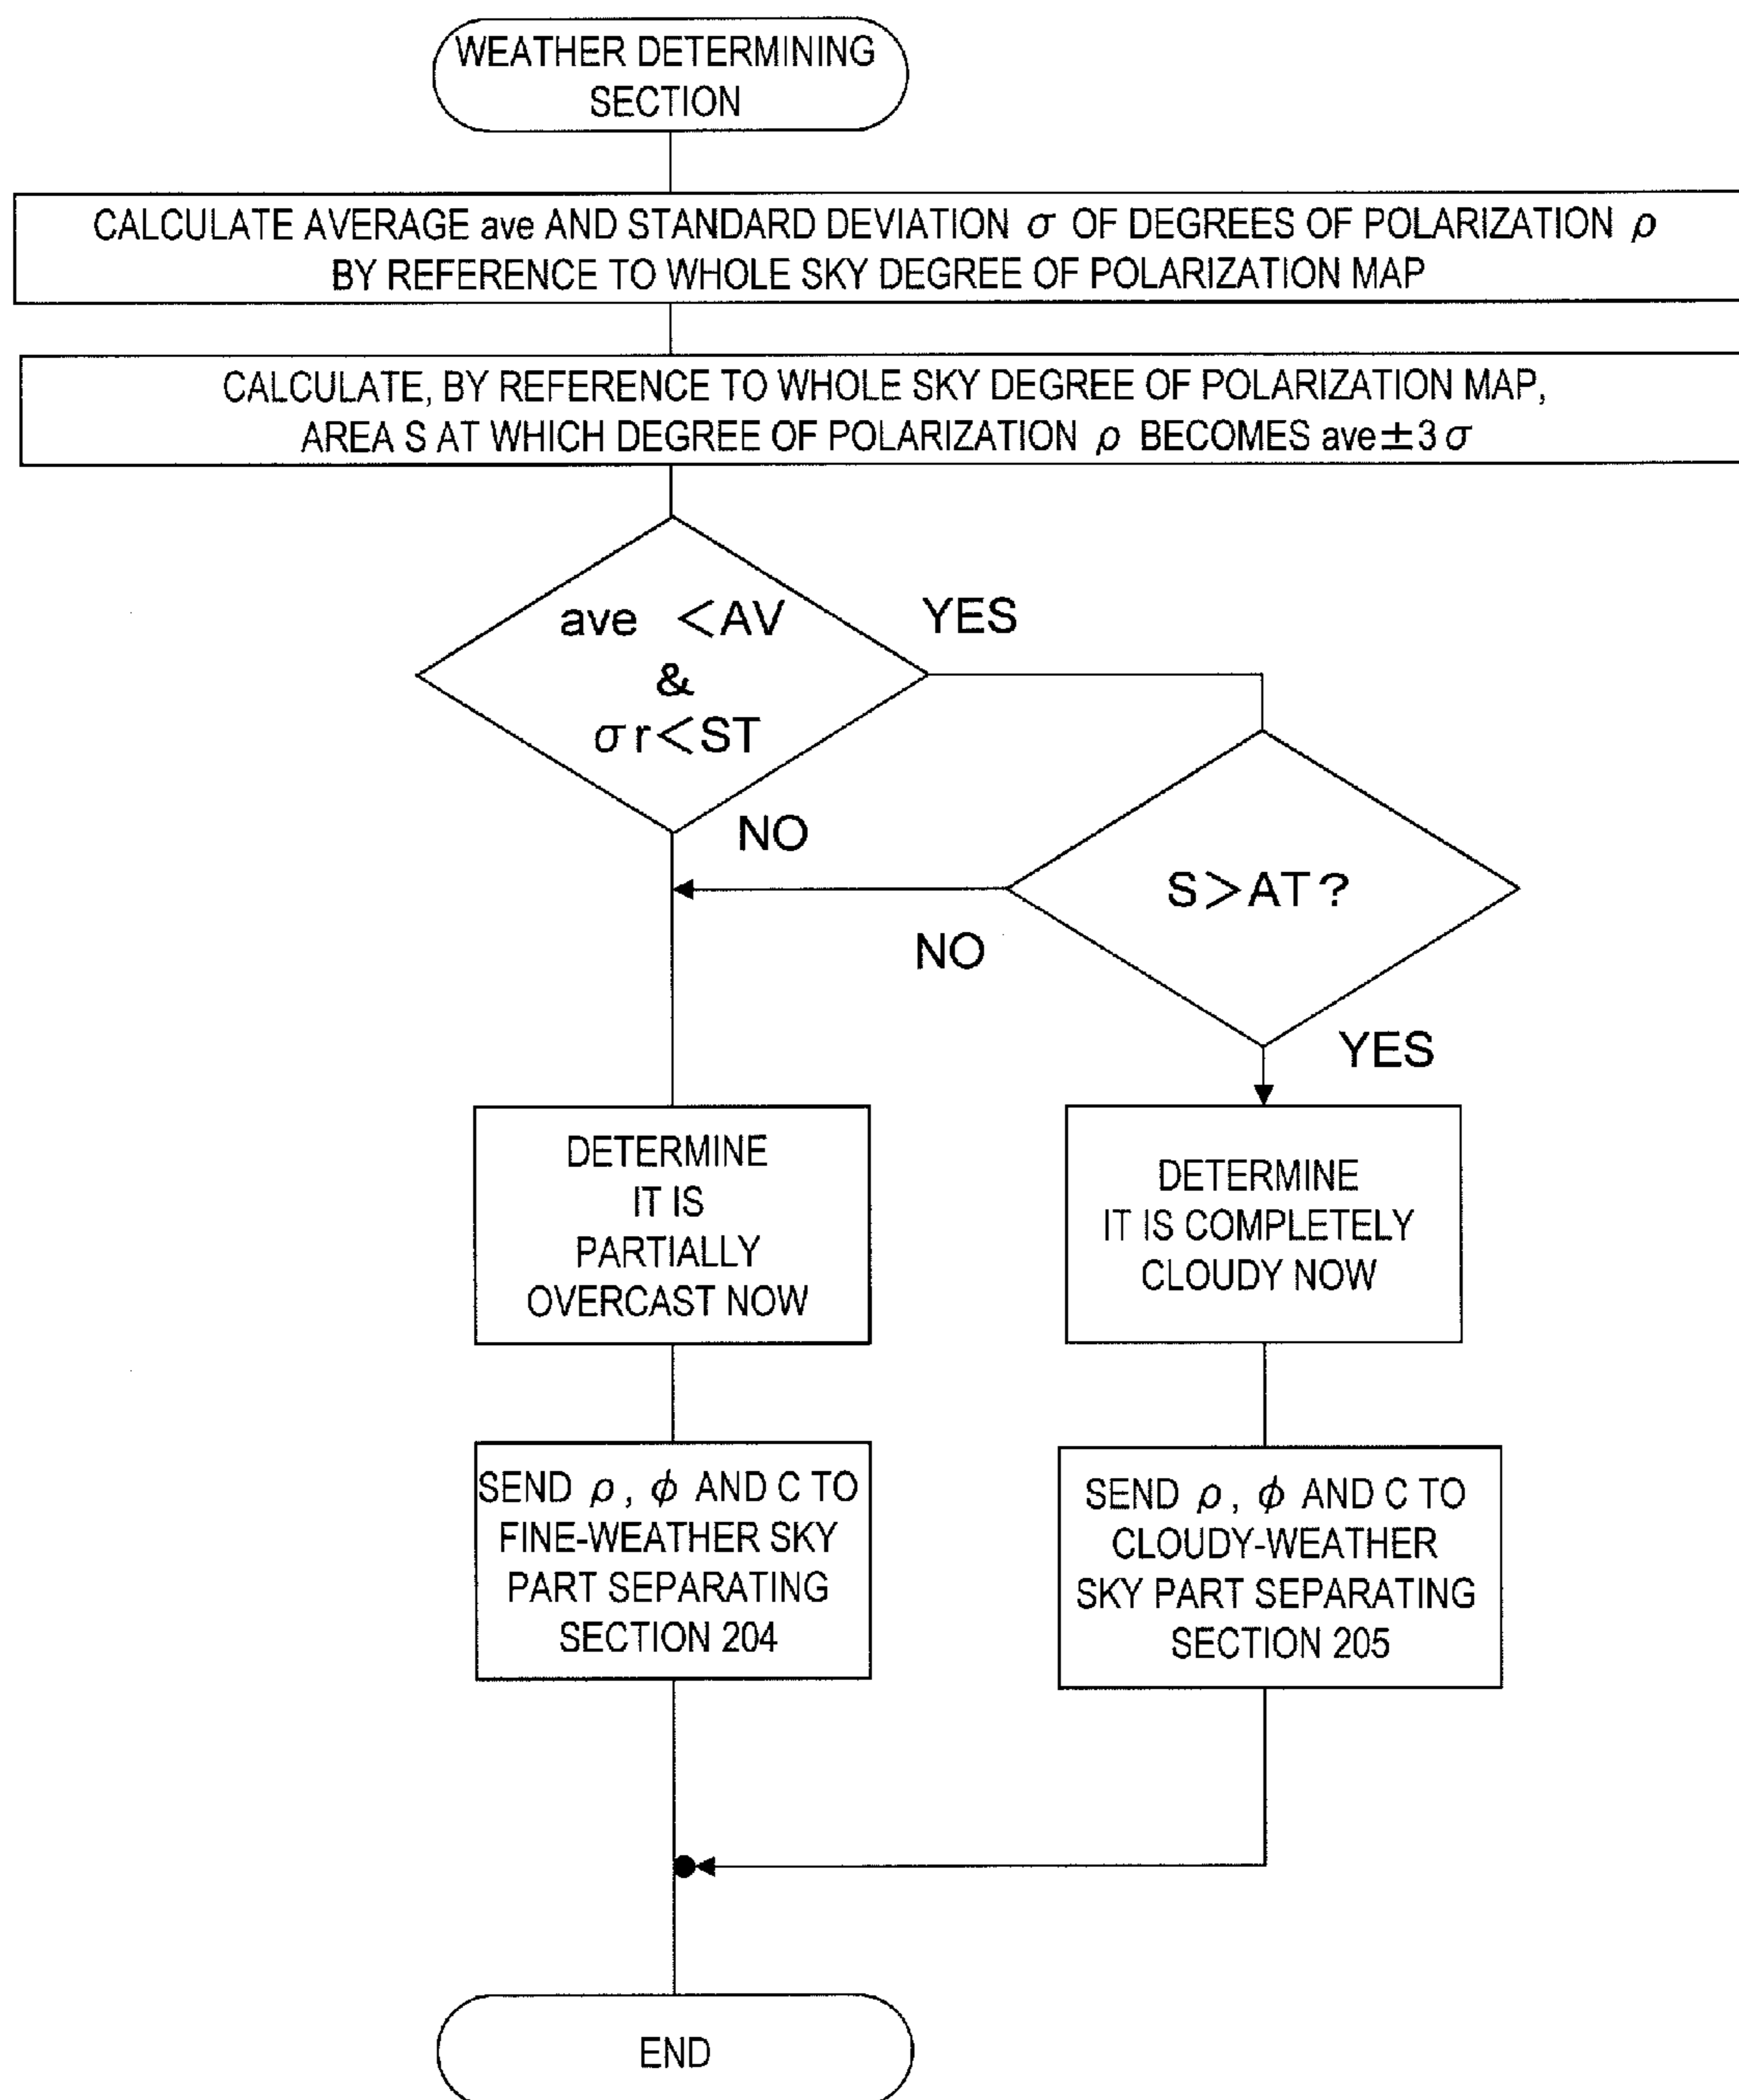 WEATHER DETERMINING
SECTION
CALCULATE AVERAGE ave AND STANDARD DEVIATION σ OF DEGREES OF POLARIZATION ρ
BY REFERENCE TO WHOLE SKY DEGREE OF POLARIZATION MAP
CALCULATE, BY REFERENCE TO WHOLE SKY DEGREE OF POLARIZATION MAP,
AREA S AT WHICH DEGREE OF POLARIZATION ρ BECOMES ave±3σ
ave <AV
&
σr<ST
YES
NO
S>AT?
NO
YES
DETERMINE
IT IS
PARTIALLY
OVERCAST NOW
DETERMINE
IT IS COMPLETELY
CLOUDY NOW
SEND ρ, φ AND C TO
FINE-WEATHER SKY
PART SEPARATING
SECTION 204
SEND ρ, φ AND C TO
CLOUDY-WEATHER
SKY PART SEPARATING
SECTION 205
END